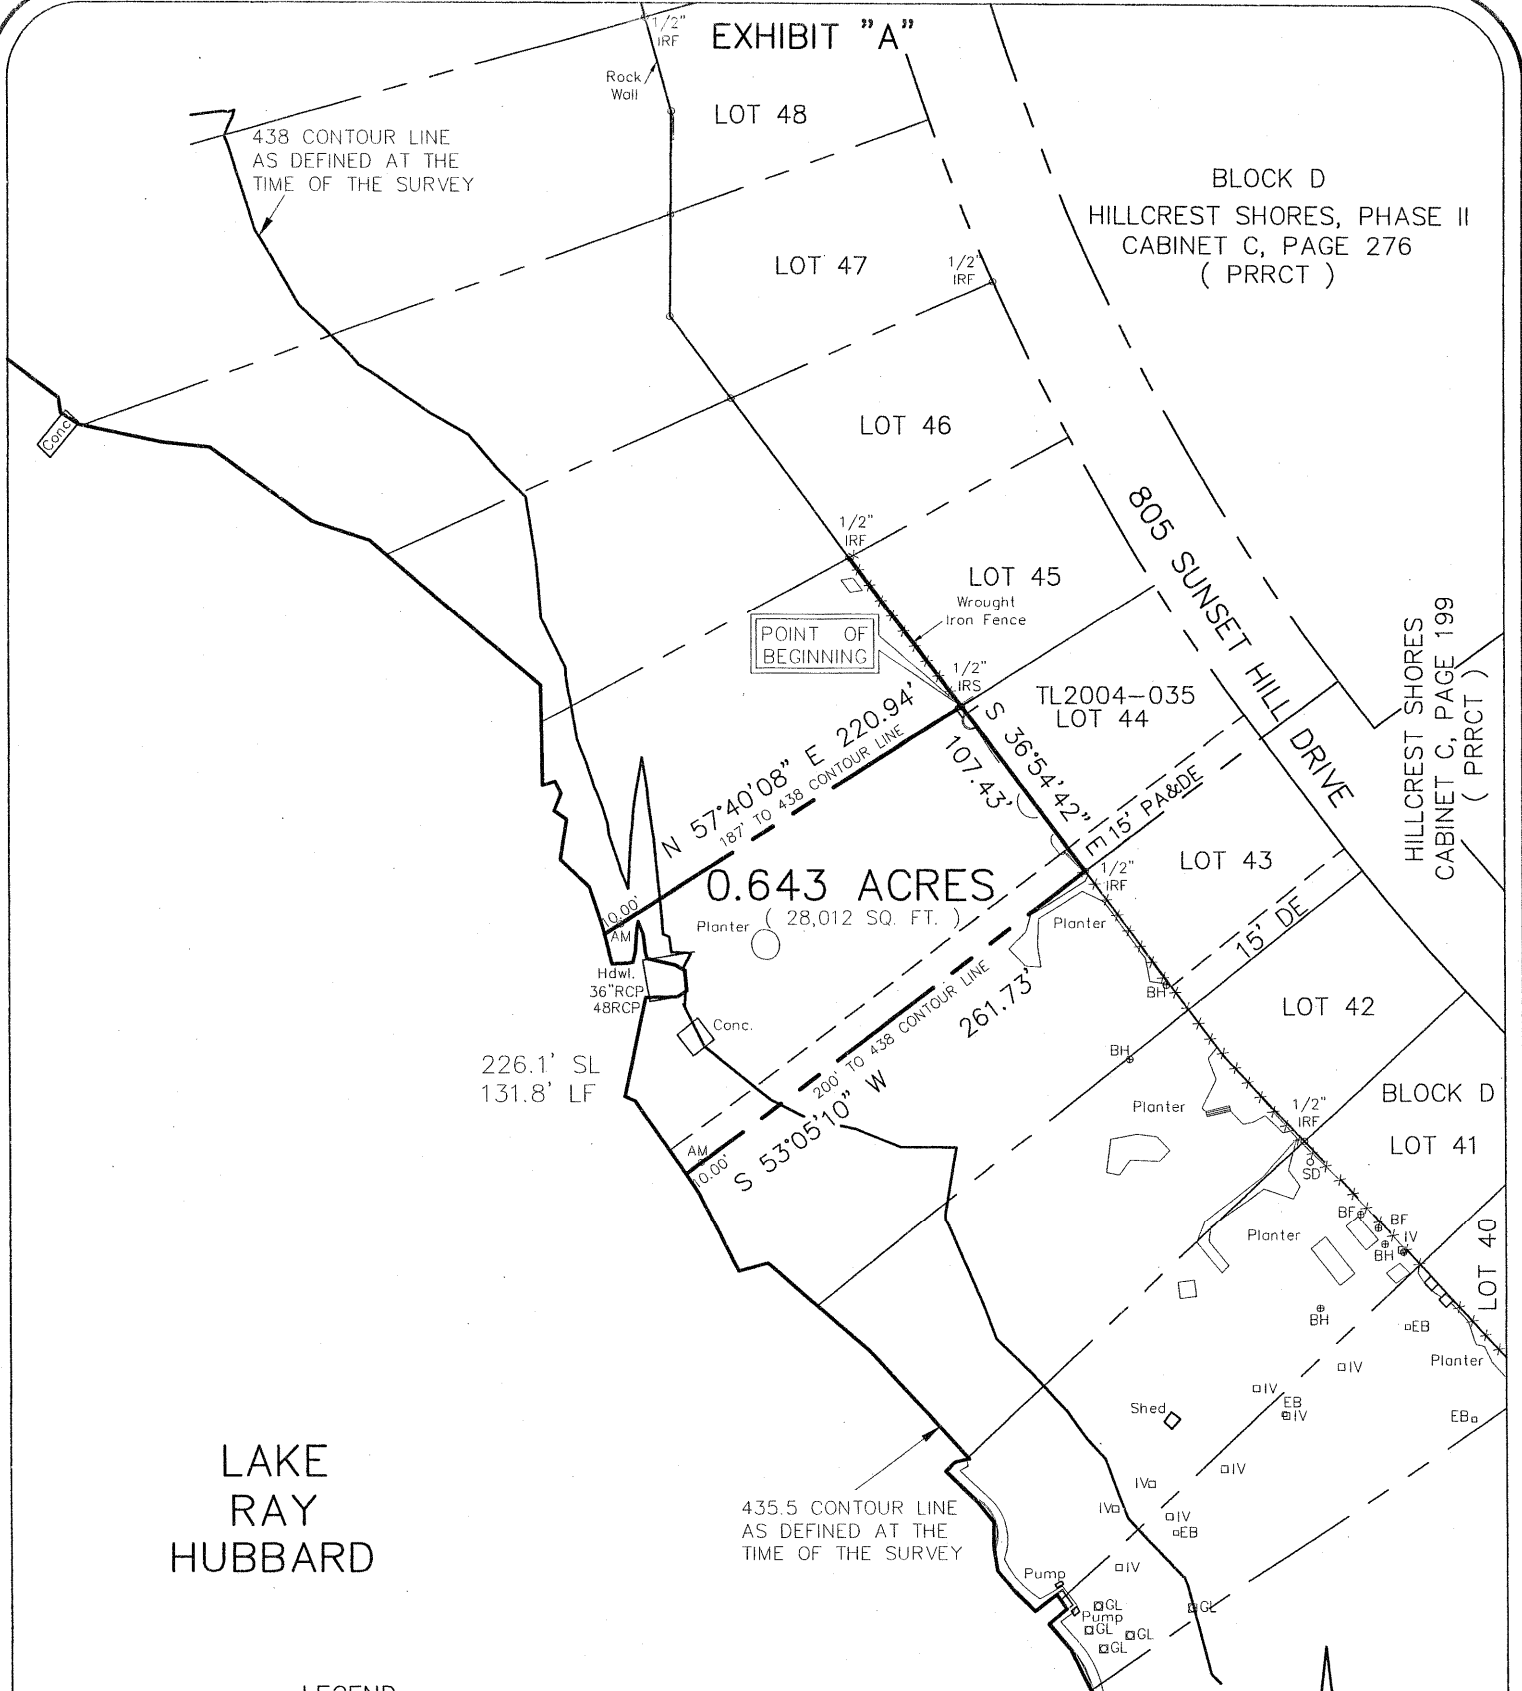 EXHIBIT "A"
1/2"
IRF
Rock
Wall
LOT 48
438 CONTOUR LINE
AS DEFINED AT THE
TIME OF THE SURVEY
BLOCK D
HILLCREST SHORES, PHASE II
CABINET C, PAGE 276
( PRRCT )
LOT 47
1/2"
IRF
Conc
LOT 46
805 SUNSET HILL DRIVE
1/2"
IRF
LOT 45
Wrought
Iron Fence
POINT OF
BEGINNING
1/2"
IRS
HILLCREST SHORES
CABINET C, PAGE 199
( PRRCT )
TL2004-035
LOT 44
N 57°40'08" E 220.94'
187' TO 438 CONTOUR LINE
S 36°54'42" E
107.43'
15' PA&DE
LOT 43
0.643 ACRES
( 28,012 SQ. FT. )
Planter
1/2"
IRF
Planter
10.00'
AM
15' DE
Hdwl.
36"RCP
48RCP
BH
LOT 42
Conc.
200' TO 438 CONTOUR LINE
261.73'
S 53°05'10" W
BH
226.1' SL
131.8' LF
BLOCK D
Planter
1/2"
IRF
LOT 41
AM
10.00'
SD
BF
BF
IV
BH
Planter
LOT 40
BH
EB
Planter
IV
IV
EB
IV
EB
Shed
LAKE
RAY
HUBBARD
IV
IV
IV
IV
EB
435.5 CONTOUR LINE
AS DEFINED AT THE
TIME OF THE SURVEY
IV
Pump
GL
Pump
GL
GL
GL
GL
LEGEND